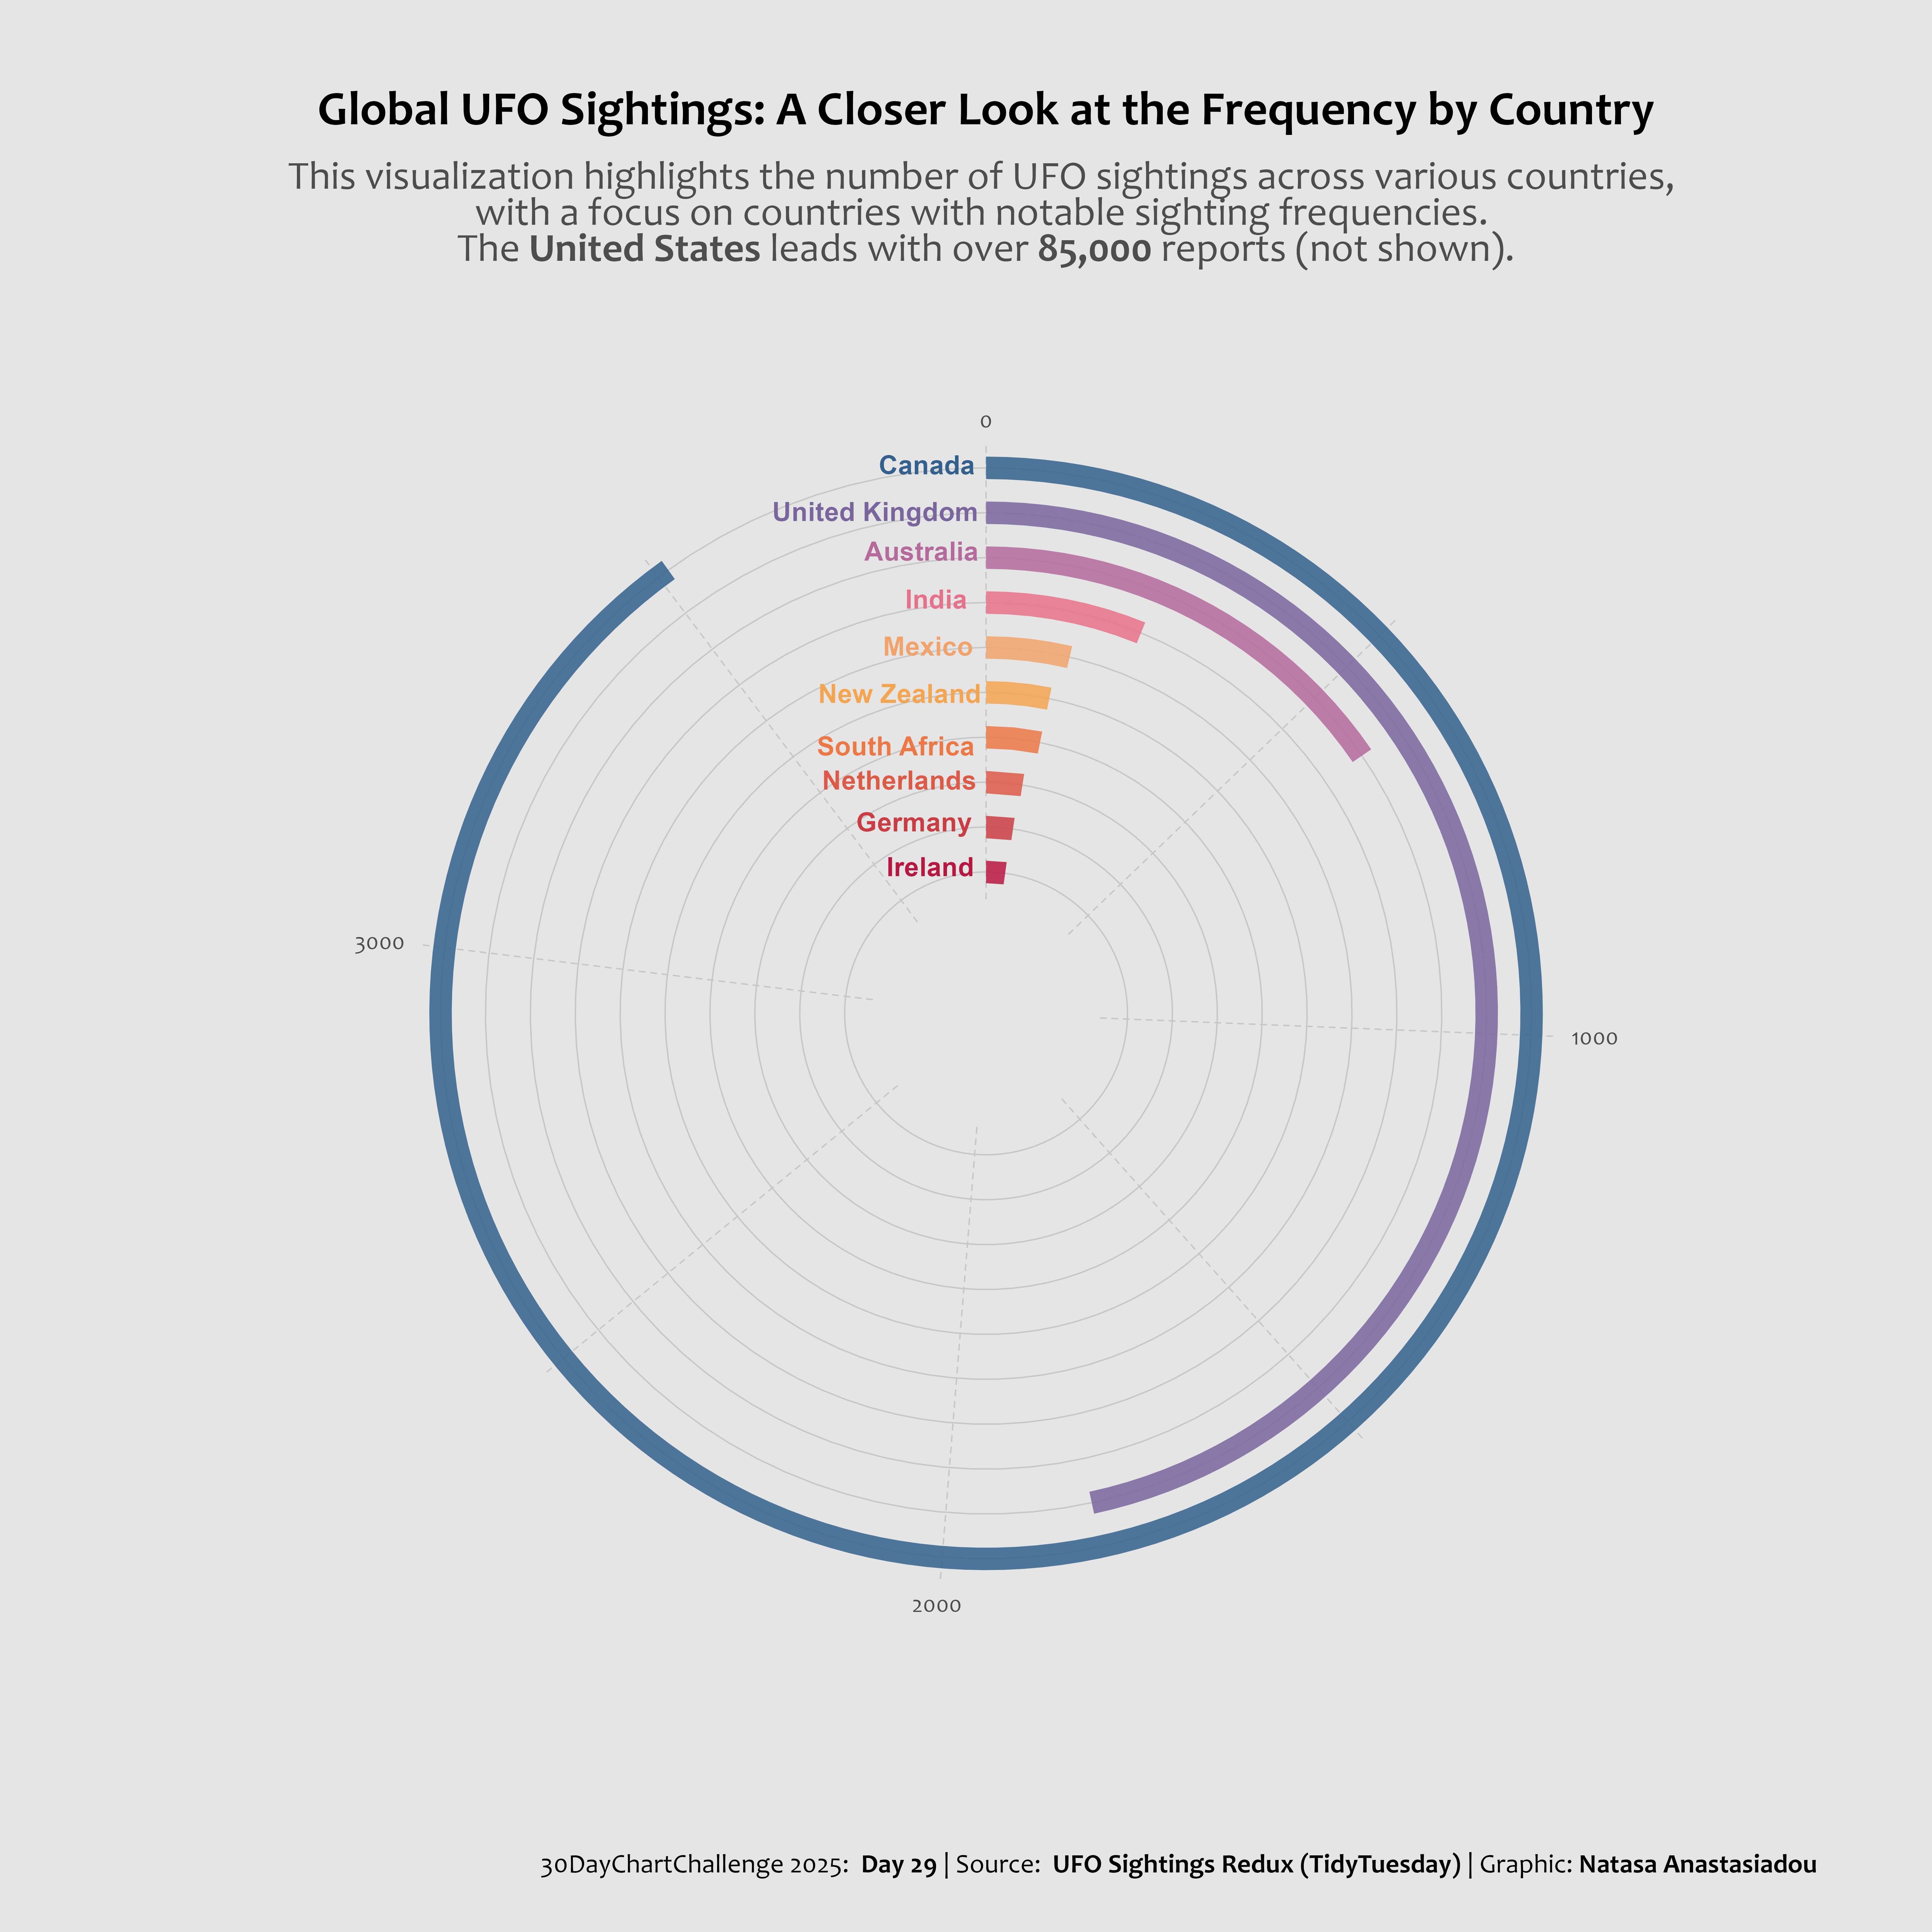 Global UFO Sightings: A Closer Look at the Frequency by Country
This visualization highlights the number of UFO sightings across various countries,
with a focus on countries with notable sighting frequencies.
The United States leads with over 85,000 reports (not shown).
0
Canada
United Kingdom
Australia
India
Mexico
New Zealand
South Africa
Netherlands
Germany
Ireland
3000
1000
2000
30DayChartChallenge 2025: Day 29 | Source: UFO Sightings Redux (TidyTuesday) | Graphic: Natasa Anastasiadou